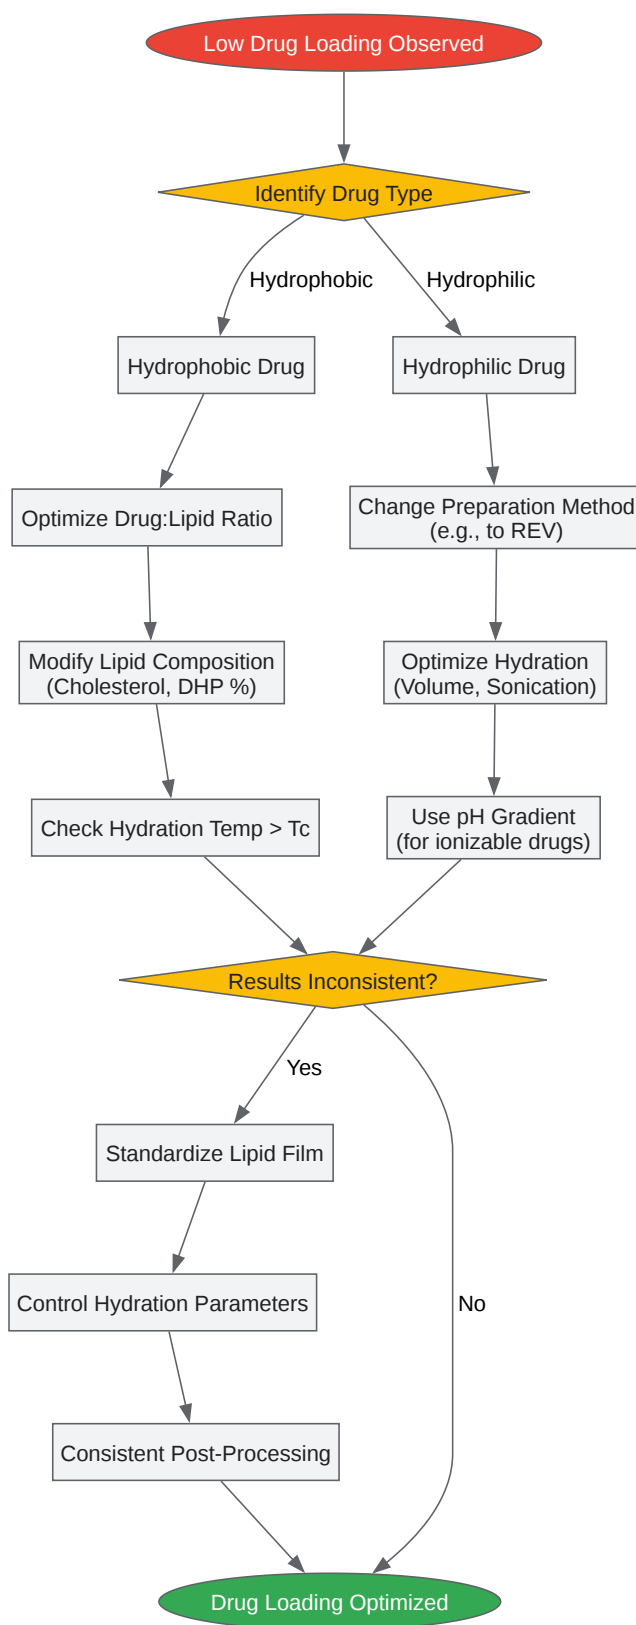 Low Drug Loading Observed
Identify Drug Type
Hydrophobic
Hydrophilic
Hydrophobic Drug
Hydrophilic Drug
Optimize Drug:Lipid Ratio
Change Preparation Method
(e.g., to REV)
Modify Lipid Composition
(Cholesterol, DHP %)
Optimize Hydration
(Volume, Sonication)
Check Hydration Temp > Tc
Use pH Gradient
(for ionizable drugs)
Results Inconsistent?
Yes
Standardize Lipid Film
Control Hydration Parameters
No
Consistent Post-Processing
Drug Loading Optimized